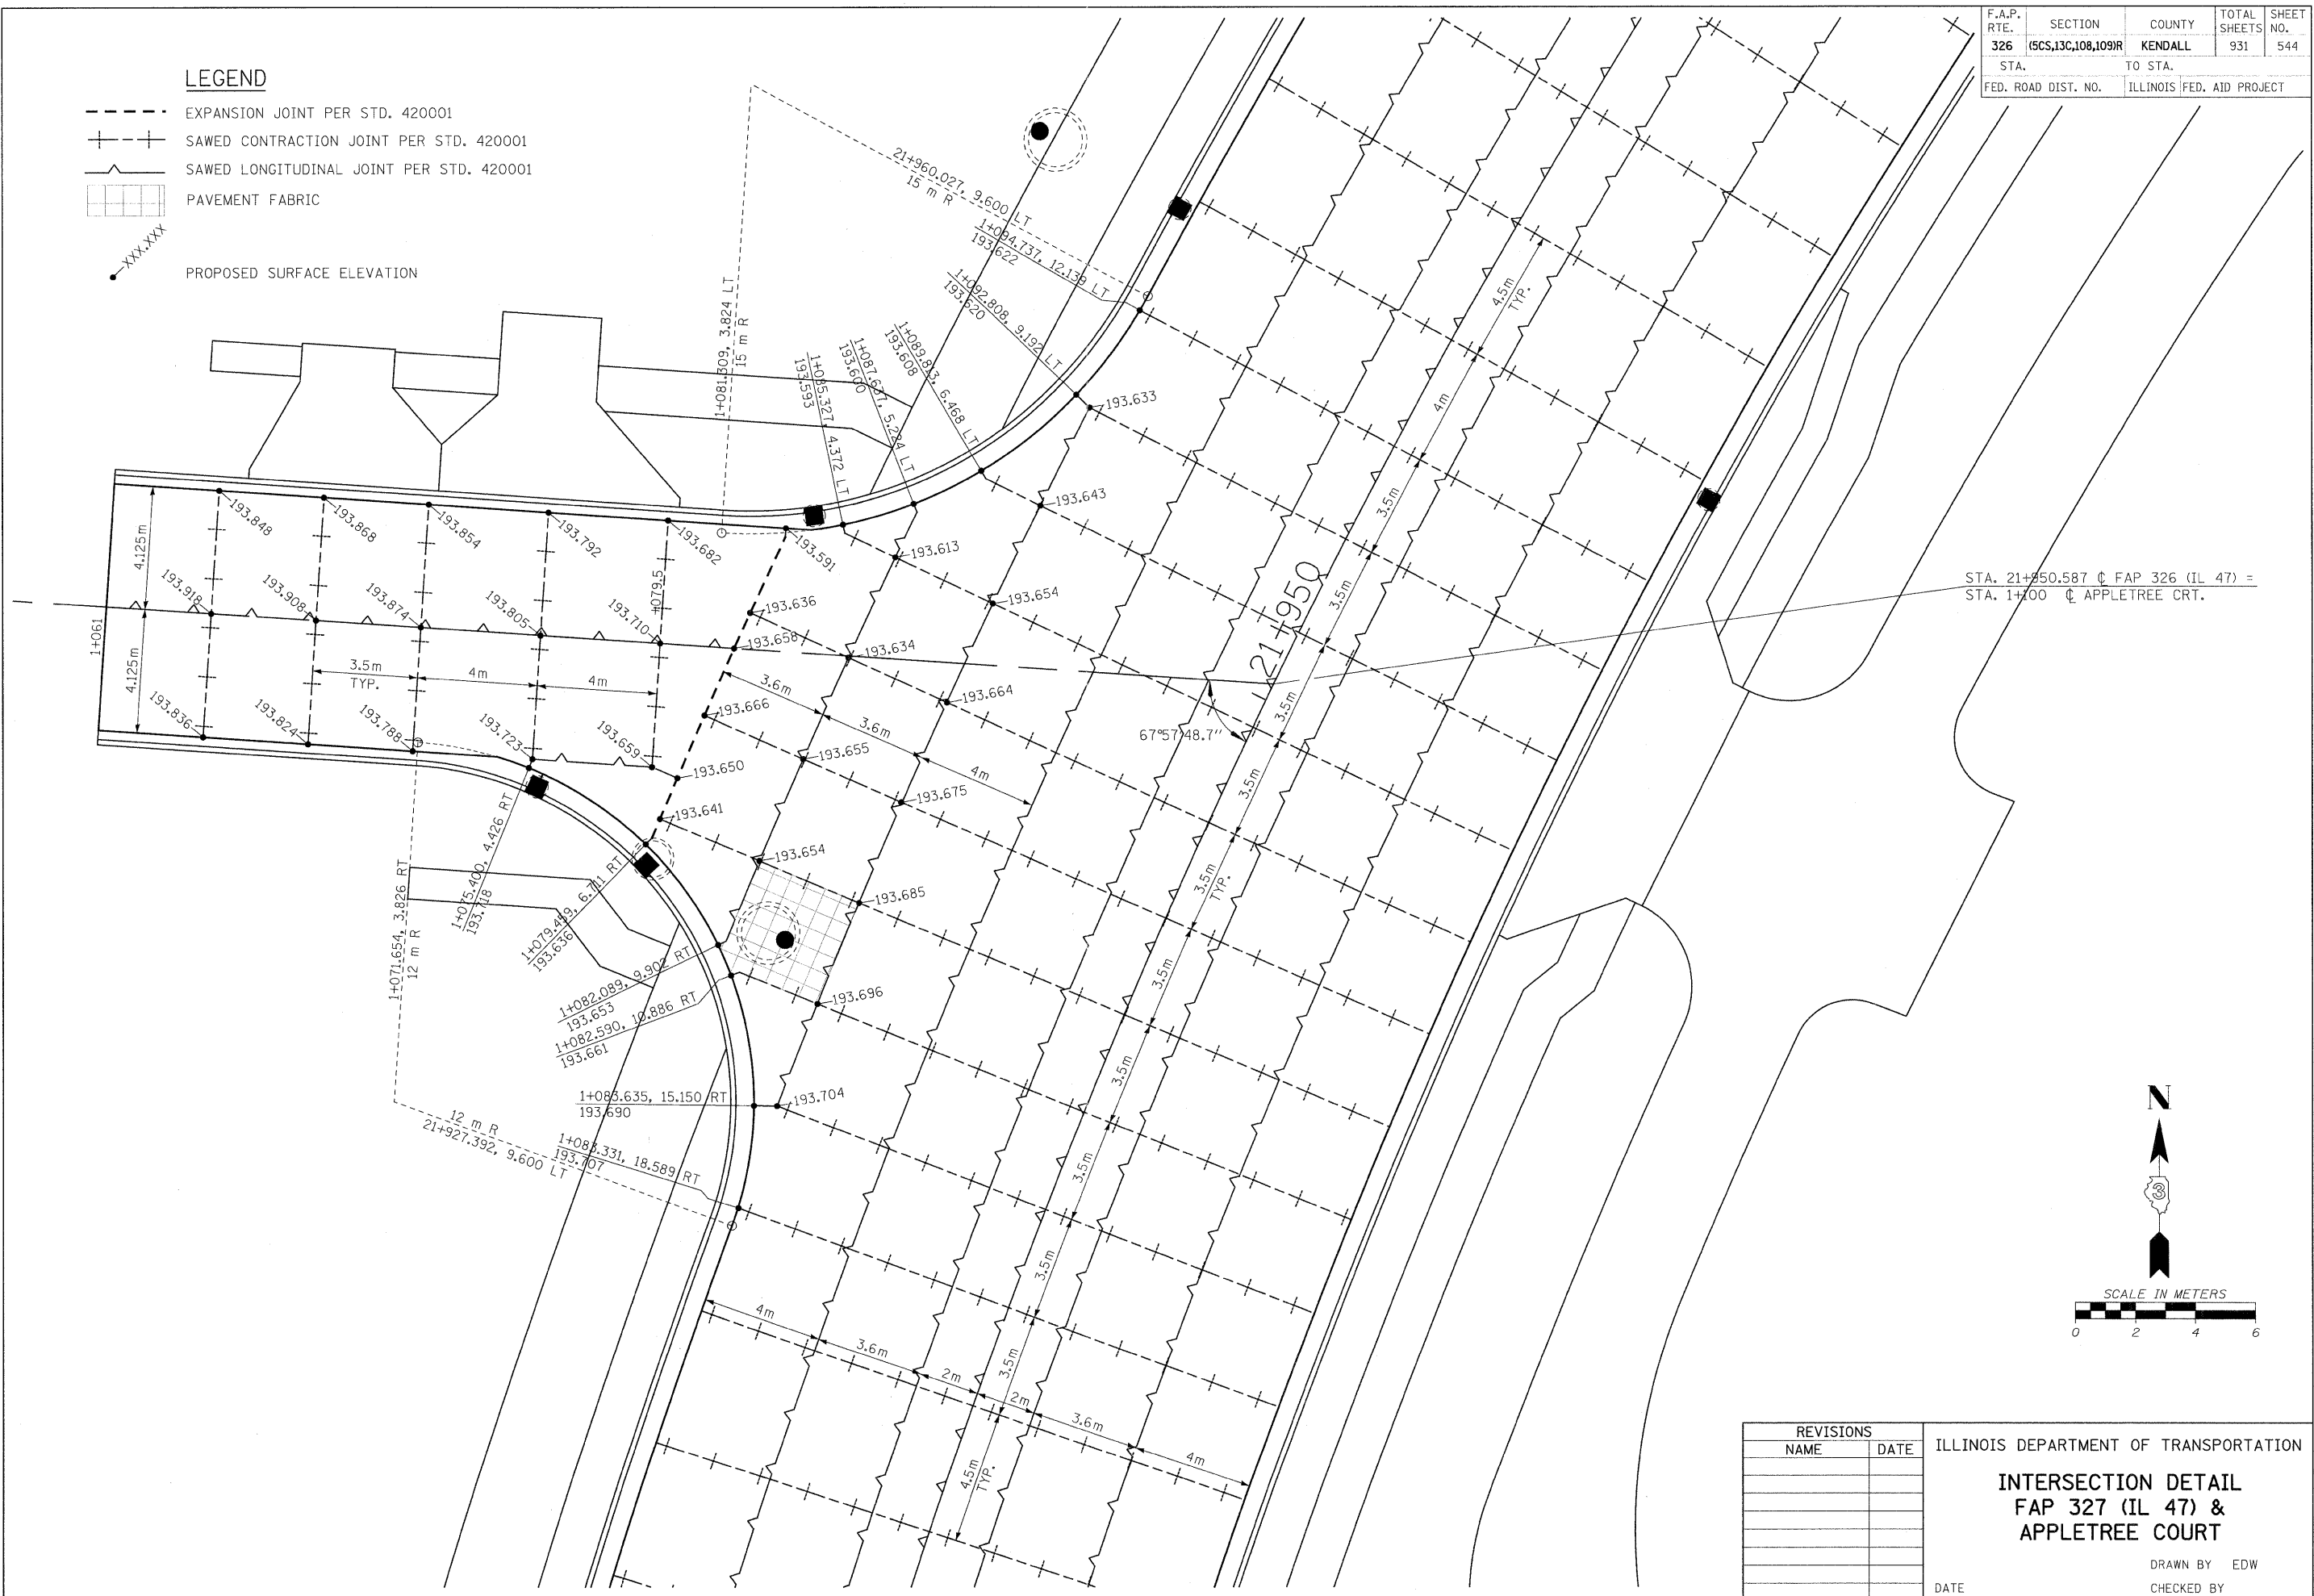 F.A.P. RTE. SECTION COUNTY TOTAL SHEETS SHEET NO.
326 (5CS,13C,108,109)R KENDALL 931 544
STA. TO STA.
FED. ROAD DIST. NO. ILLINOIS FED. AID PROJECT
LEGEND
EXPANSION JOINT PER STD. 420001
SAWED CONTRACTION JOINT PER STD. 420001
SAWED LONGITUDINAL JOINT PER STD. 420001
PAVEMENT FABRIC
XXX.XXX
PROPOSED SURFACE ELEVATION
21+960.027, 9.600 LT
15 m R
1+094.737, 12.139 LT
193.622
1+092.808, 9.192 LT
193.620
1+089.813, 6.468 LT
193.608
1+087.637, 5.224 LT
193.600
1+085.327, 4.372 LT
193.593
1+081.309, 3.824 LT
15 m R
4.5m
TYP.
4m
3.5m
3.5m
3.5m
3.5m
3.5m
TYP.
3.5m
3.5m
3.5m
3.5m
3.5m
3.5m
4.5m
TYP.
193.633
193.643
193.613
193.654
193.848
193.868
193.854
193.792
193.682
193.591
4.125m
193.918
193.908
193.874
193.805
193.710
+079.5
193.636
193.658
193.634
21+950
STA. 21+950.587 ℄ FAP 326 (IL 47) =
STA. 1+100 ℄ APPLETREE CRT.
1+061
4.125m
3.5m
TYP.
4m
4m
3.6m
3.6m
4m
193.664
193.666
67°57'48.7"
193.836
193.824
193.788
193.723
193.659
193.655
193.650
193.675
193.641
193.654
193.685
1+071.654, 3.826 RT
12 m R
1+075.400, 4.426 RT
193.718
1+079.459, 6.711 RT
193.636
1+082.089, 9.902 RT
193.653
1+082.590, 10.886 RT
193.661
193.696
1+083.635, 15.150 RT
193.690
193.704
12 m R
21+927.392, 9.600 LT
1+083.331, 18.589 RT
193.707
4m
3.6m
2m
2m
3.6m
4m
N
3
SCALE IN METERS
0 2 4 6
REVISIONS
NAME DATE
ILLINOIS DEPARTMENT OF TRANSPORTATION
INTERSECTION DETAIL
FAP 327 (IL 47) &
APPLETREE COURT
DRAWN BY EDW
DATE CHECKED BY